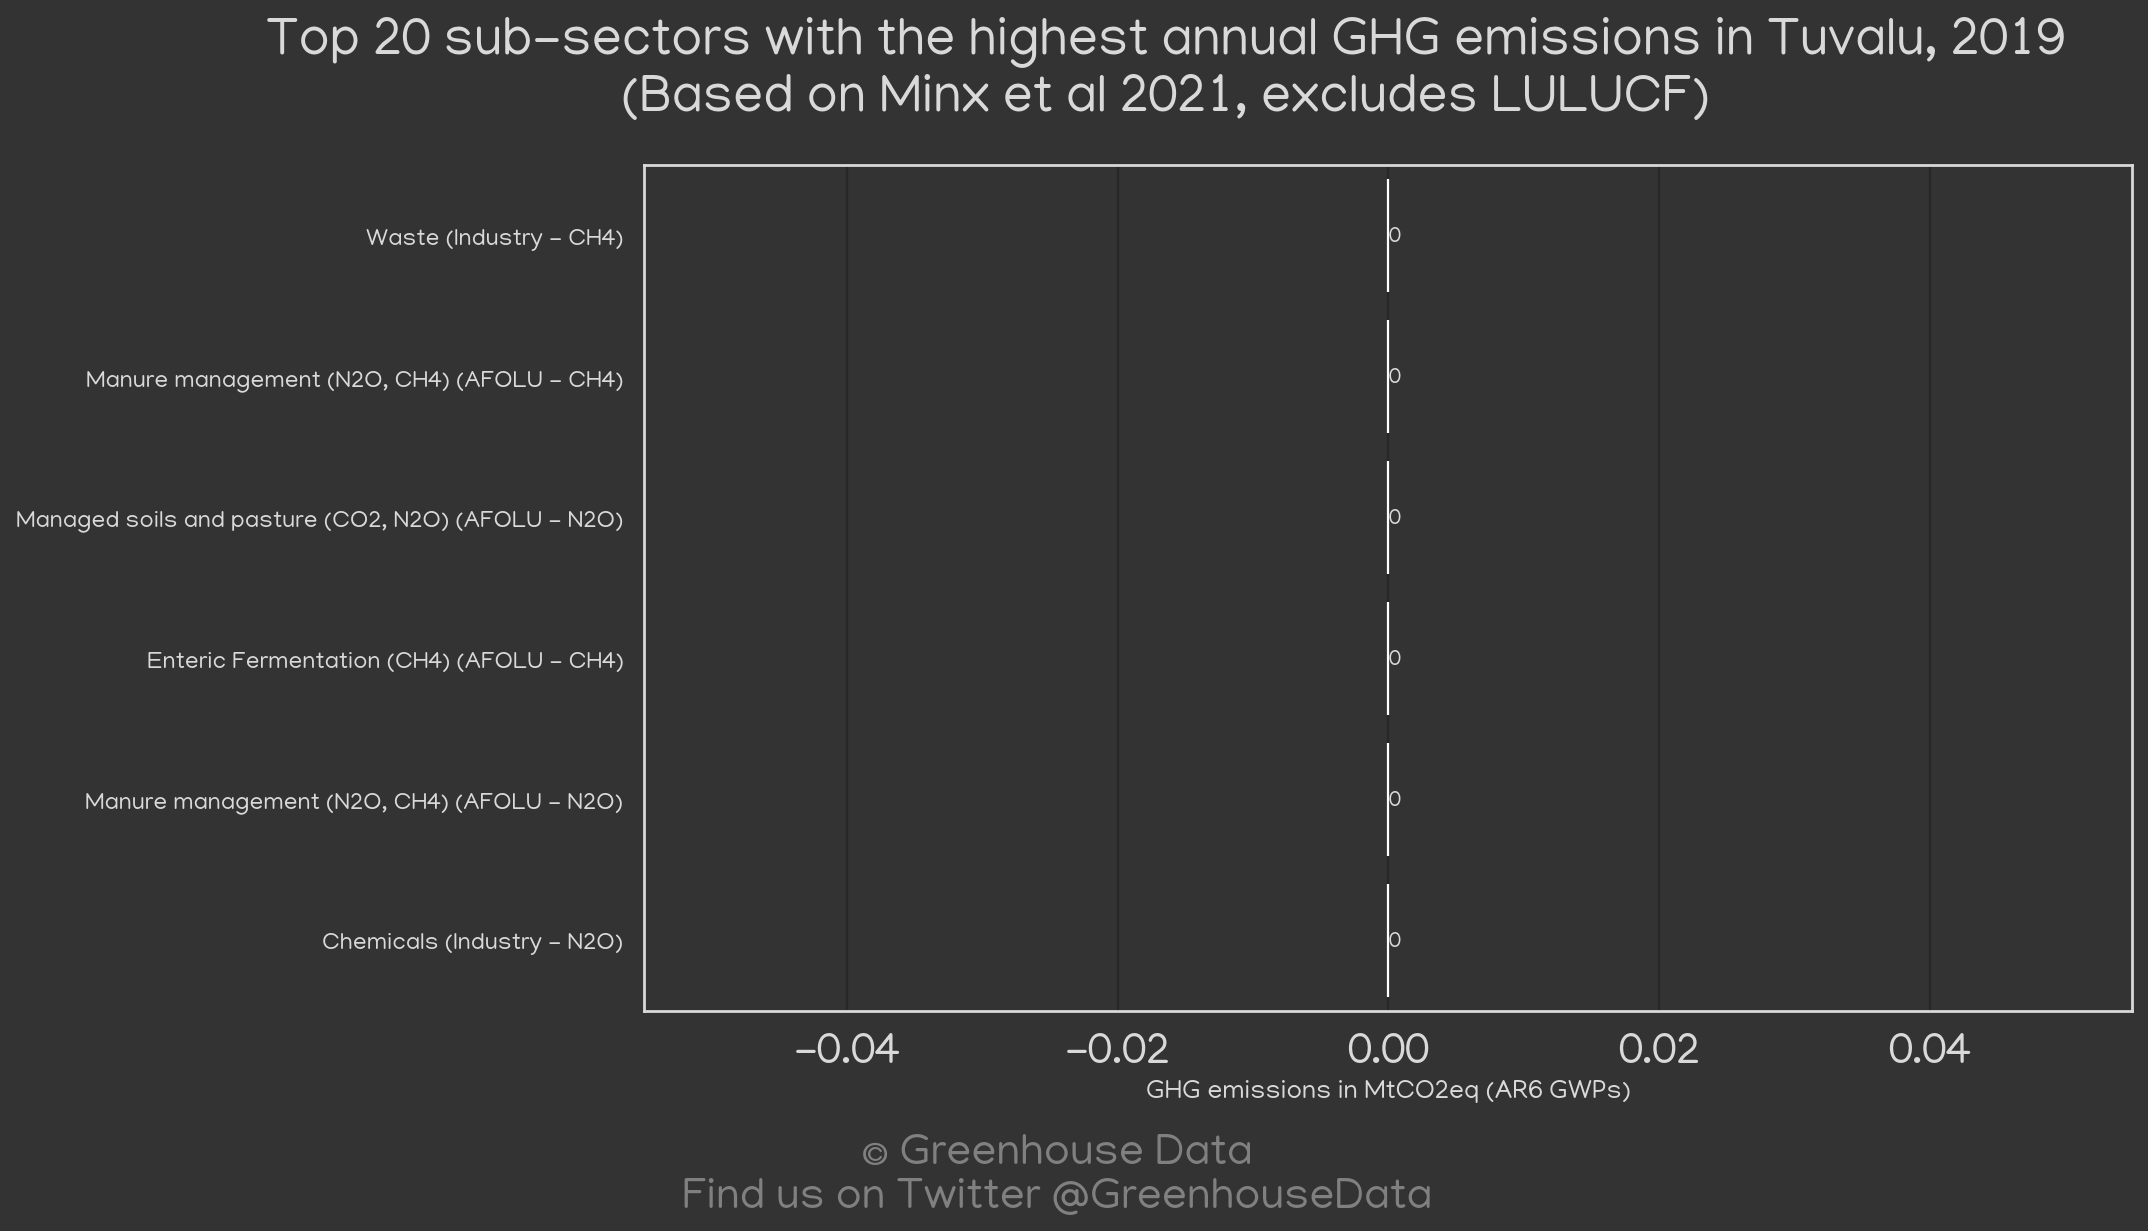 Top 20 sub-sectors with the highest annual GHG emissions in Tuvalu, 2019
(Based on Minx et al 2021, excludes LULUCF)
Waste (Industry - CH4)
0
Manure management (N2O, CH4) (AFOLU - CH4)
0
Managed soils and pasture (CO2, N2O) (AFOLU - N2O)
0
Enteric Fermentation (CH4) (AFOLU - CH4)
0
Manure management (N2O, CH4) (AFOLU - N2O)
0
Chemicals (Industry - N2O)
0
-0.04 -0.02 0.00 0.02 0.04
GHG emissions in MtCO2eq (AR6 GWPs)
© Greenhouse Data
Find us on Twitter @GreenhouseData